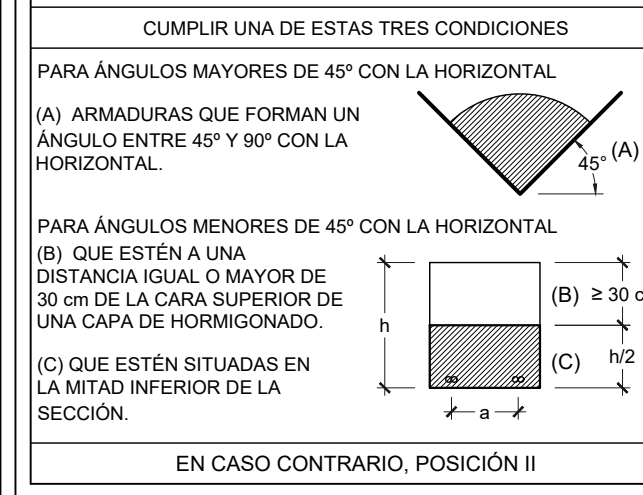 CUMPLIR UNA DE ESTAS TRES CONDICIONES
PARA ÁNGULOS MAYORES DE 45º CON LA HORIZONTAL
(A) ARMADURAS QUE FORMAN UN
ÁNGULO ENTRE 45º Y 90º CON LA
HORIZONTAL.
45° (A)
PARA ÁNGULOS MENORES DE 45º CON LA HORIZONTAL
(B) QUE ESTÉN A UNA
DISTANCIA IGUAL O MAYOR DE
30 cm DE LA CARA SUPERIOR DE
UNA CAPA DE HORMIGONADO.
(C) QUE ESTÉN SITUADAS EN
LA MITAD INFERIOR DE LA
SECCIÓN.
h
(B) ≥ 30 c
(C) h/2
a
EN CASO CONTRARIO, POSICIÓN II